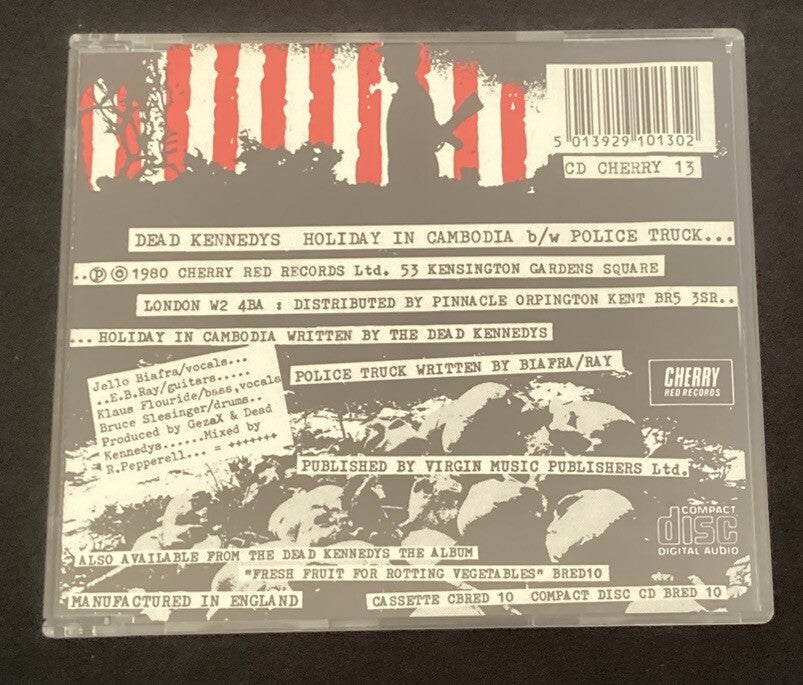 5 013929 101302
CD CHERRY 13
DEAD KENNEDYS HOLIDAY IN CAMBODIA b/w POLICE TRUCK...
..Ⓟ © 1980 CHERRY RED RECORDS Ltd. 53 KENSINGTON GARDENS SQUARE
LONDON W2 4BA : DISTRIBUTED BY PINNACLE ORPINGTON KENT BR5 3SR..
... HOLIDAY IN CAMBODIA WRITTEN BY THE DEAD KENNEDYS
POLICE TRUCK WRITTEN BY BIAFRA/RAY
Jello Biafra/vocals...
..E.B.Ray/guitars.....
Klaus Flouride/bass,vocals
Bruce Slesinger/drums..
Produced by GezaX & Dead
Kennedys......Mixed by
R.Pepperell... = +++++++
CHERRY
RED RECORDS
PUBLISHED BY VIRGIN MUSIC PUBLISHERS Ltd.
COMPACT
disc
DIGITAL AUDIO
ALSO AVAILABLE FROM THE DEAD KENNEDYS THE ALBUM
"FRESH FRUIT FOR ROTTING VEGETABLES" BRED10
MANUFACTURED IN ENGLAND
CASSETTE CBRED 10 COMPACT DISC CD BRED 10